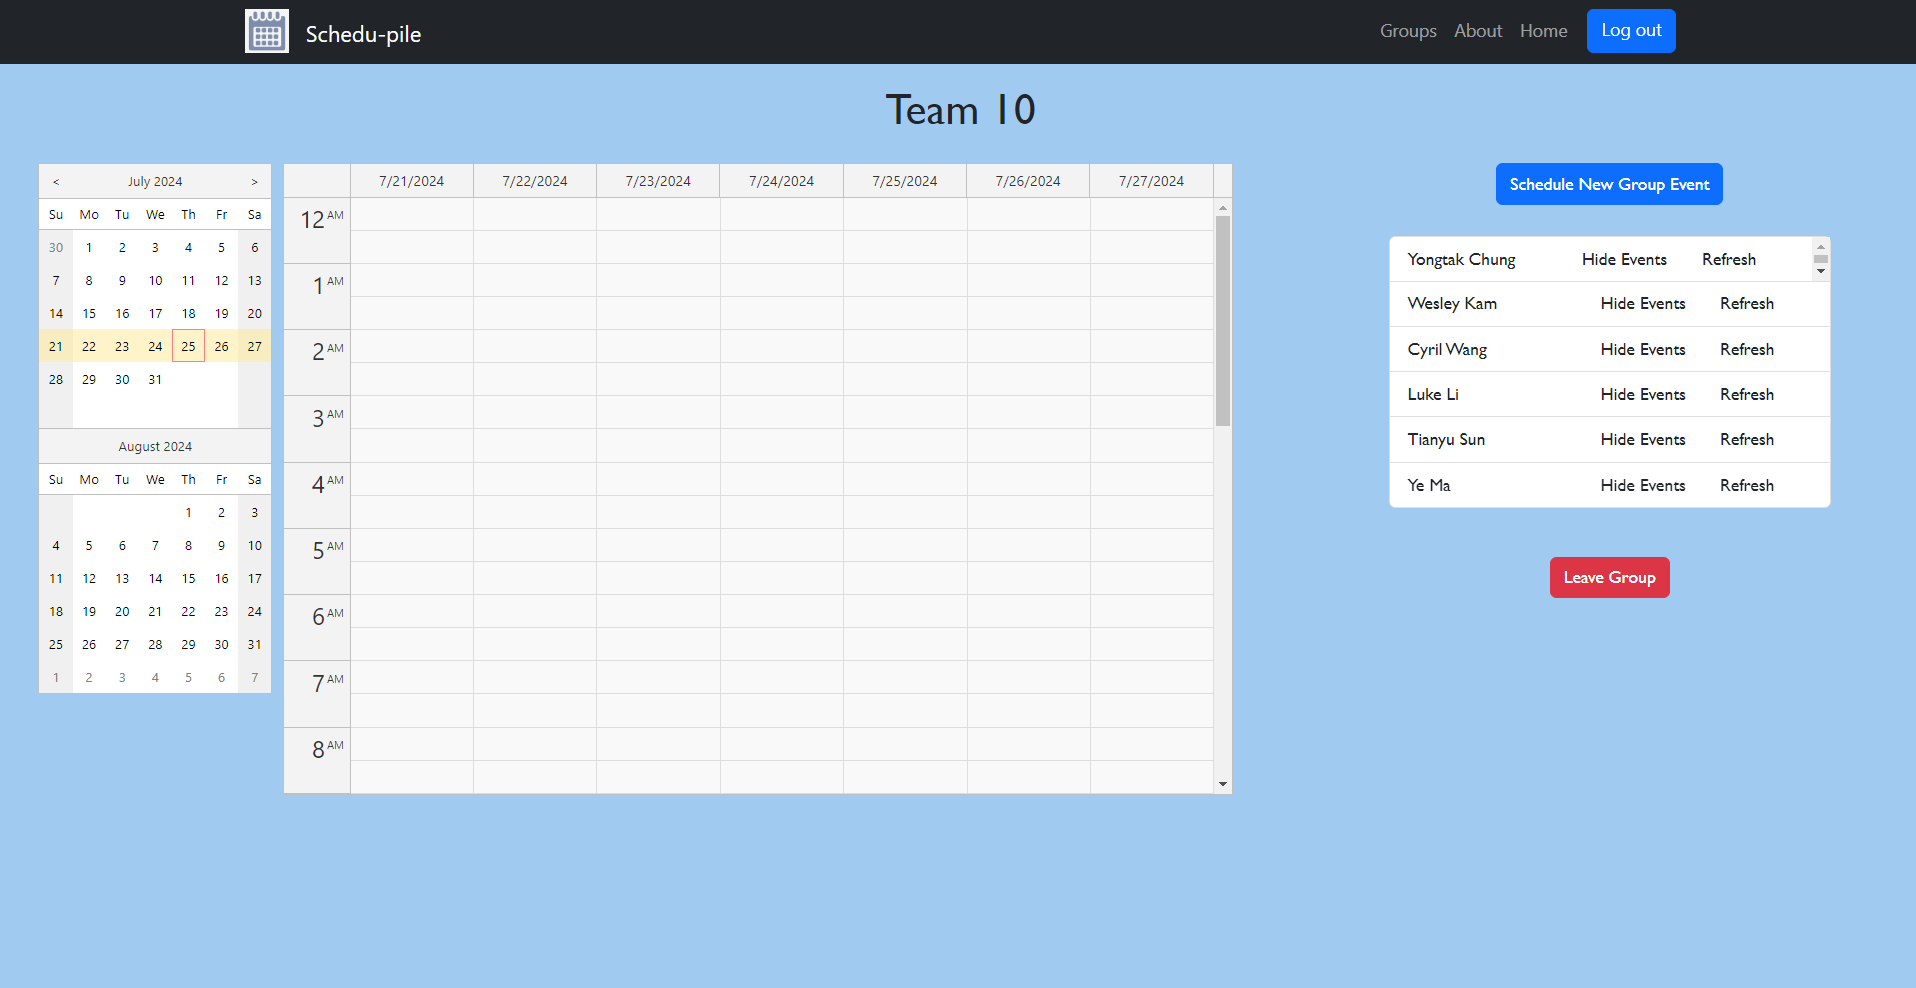 Schedu-pile Groups About Home Log out
Team 10
< July 2024 >
Su Mo Tu We Th Fr Sa
30 1 2 3 4 5 6
7 8 9 10 11 12 13
14 15 16 17 18 19 20
21 22 23 24 25 26 27
28 29 30 31
August 2024
Su Mo Tu We Th Fr Sa
1 2 3
4 5 6 7 8 9 10
11 12 13 14 15 16 17
18 19 20 21 22 23 24
25 26 27 28 29 30 31
1 2 3 4 5 6 7
7/21/2024 7/22/2024 7/23/2024 7/24/2024 7/25/2024 7/26/2024 7/27/2024
12 AM
1 AM
2 AM
3 AM
4 AM
5 AM
6 AM
7 AM
8 AM
Schedule New Group Event
Yongtak Chung Hide Events Refresh
Wesley Kam Hide Events Refresh
Cyril Wang Hide Events Refresh
Luke Li Hide Events Refresh
Tianyu Sun Hide Events Refresh
Ye Ma Hide Events Refresh
Leave Group